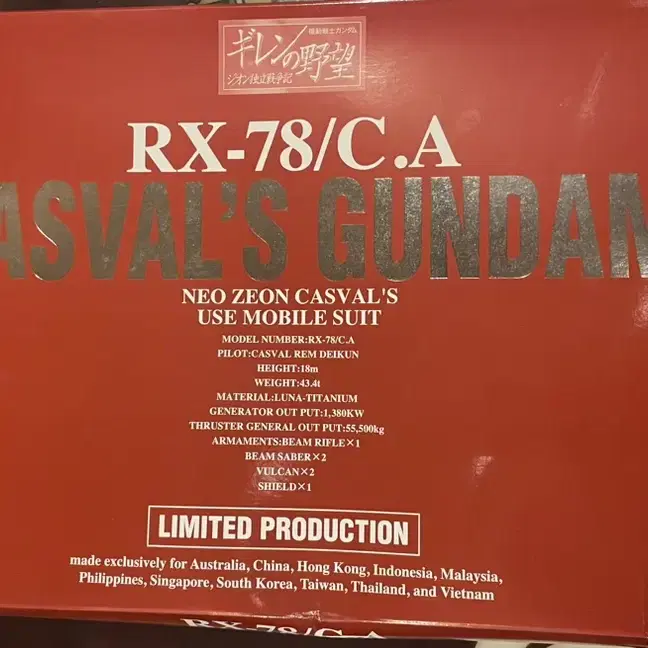 機動戦士ガンダム
ギレンの野望
ジオン独立戦争記
RX-78/C.A
ASVAL'S GUNDAM
NEO ZEON CASVAL'S
USE MOBILE SUIT
MODEL NUMBER:RX-78/C.A
PILOT:CASVAL REM DEIKUN
HEIGHT:18m
WEIGHT:43.4t
MATERIAL:LUNA-TITANIUM
GENERATOR OUT PUT:1,380KW
THRUSTER GENERAL OUT PUT:55,500kg
ARMAMENTS:BEAM RIFLE×1
BEAM SABER×2
VULCAN×2
SHIELD×1
LIMITED PRODUCTION
made exclusively for Australia, China, Hong Kong, Indonesia, Malaysia,
Philippines, Singapore, South Korea, Taiwan, Thailand, and Vietnam
RX-78/C.A